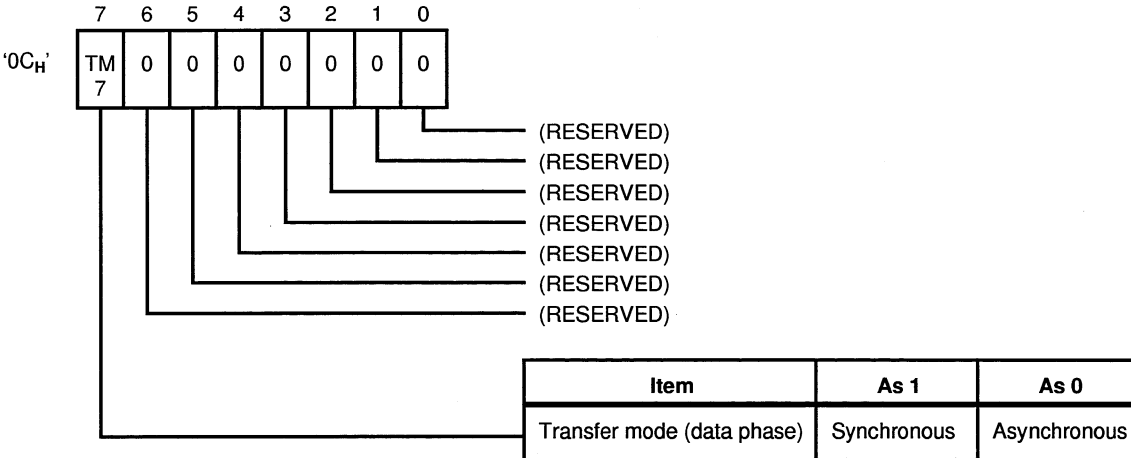 7 6 5 4 3 2 1 0
‘0CH’ TM 0 0 0 0 0 0 0
7
(RESERVED)
(RESERVED)
(RESERVED)
(RESERVED)
(RESERVED)
(RESERVED)
(RESERVED)
Item As 1 As 0
Transfer mode (data phase) Synchronous Asynchronous